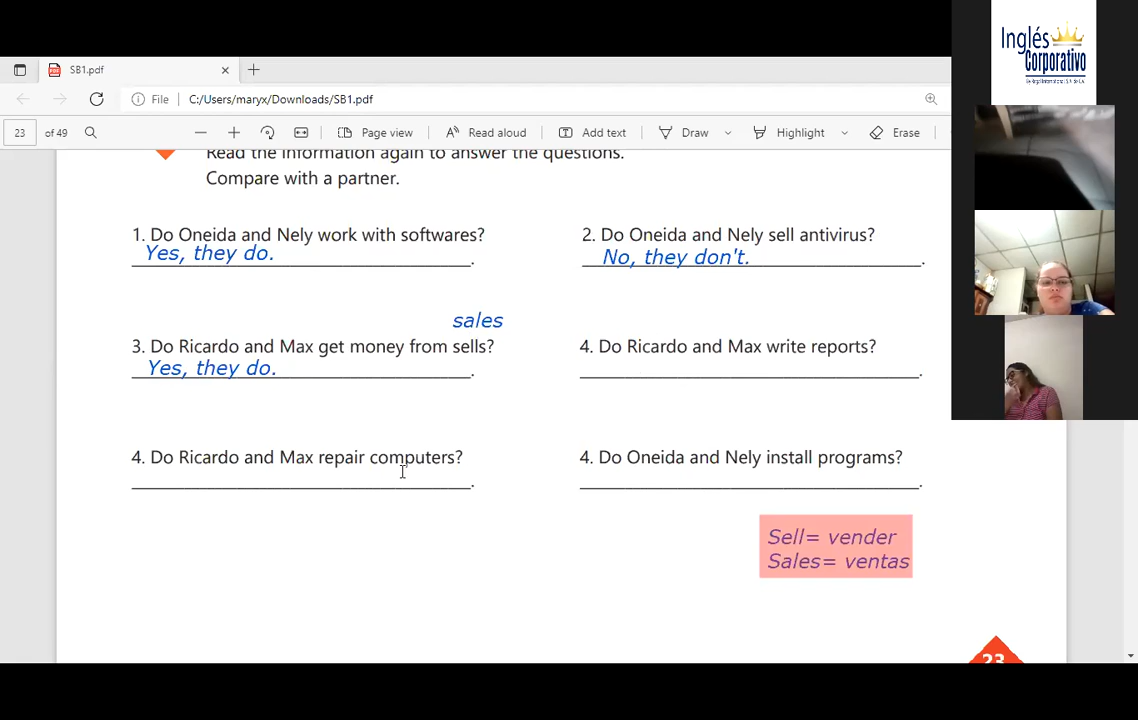 Inglés
Corporativo
SB1.pdf
File C:/Users/maryx/Downloads/SB1.pdf
23 of 49 Page view Read aloud Add text Draw Highlight Erase
Read the information again to answer the questions.
Compare with a partner.
1. Do Oneida and Nely work with softwares?
Yes, they do.
2. Do Oneida and Nely sell antivirus?
No, they don't.
sales
3. Do Ricardo and Max get money from sells?
Yes, they do.
4. Do Ricardo and Max write reports?
4. Do Ricardo and Max repair computers?
4. Do Oneida and Nely install programs?
Sell= vender
Sales= ventas
23